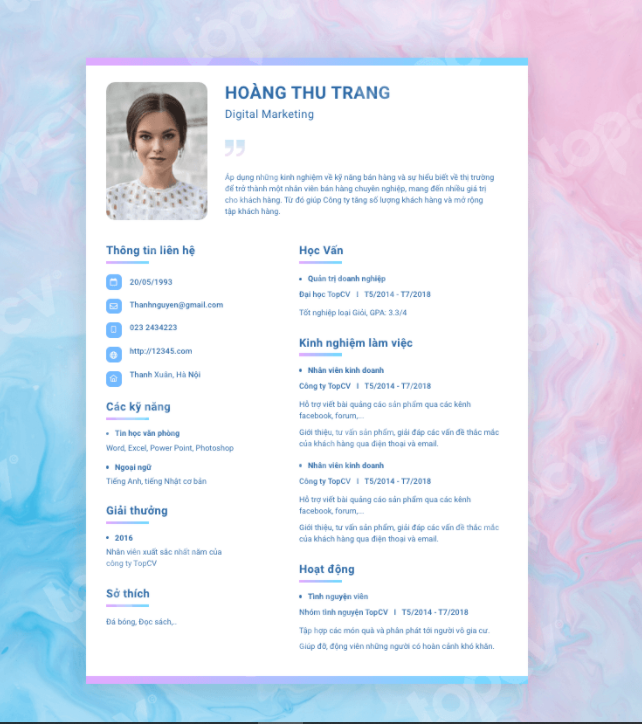 HOÀNG THU TRANG
Digital Marketing
Áp dụng những kinh nghiệm về kỹ năng bán hàng và sự hiểu biết về thị trường
để trở thành một nhân viên bán hàng chuyên nghiệp, mang đến nhiều giá trị
cho khách hàng. Từ đó giúp Công ty tăng số lượng khách hàng và mở rộng
tập khách hàng.
Thông tin liên hệ
20/05/1993
Thanhnguyen@gmail.com
023 2434223
http://12345.com
Thanh Xuân, Hà Nội
Các kỹ năng
• Tin học văn phòng
Word, Excel, Power Point, Photoshop
• Ngoại ngữ
Tiếng Anh, tiếng Nhật cơ bản
Giải thưởng
• 2016
Nhân viên xuất sắc nhất năm của
công ty TopCV
Sở thích
Đá bóng, Đọc sách,..
Học Vấn
• Quản trị doanh nghiệp
Đại học TopCV I T5/2014 - T7/2018
Tốt nghiệp loại Giỏi, GPA: 3.3/4
Kinh nghiệm làm việc
• Nhân viên kinh doanh
Công ty TopCV I T5/2014 - T7/2018
Hỗ trợ viết bài quảng cáo sản phẩm qua các kênh
facebook, forum,...
Giới thiệu, tư vấn sản phẩm, giải đáp các vấn đề thắc mắc
của khách hàng qua điện thoại và email.
• Nhân viên kinh doanh
Công ty TopCV I T5/2014 - T7/2018
Hỗ trợ viết bài quảng cáo sản phẩm qua các kênh
facebook, forum,...
Giới thiệu, tư vấn sản phẩm, giải đáp các vấn đề thắc mắc
của khách hàng qua điện thoại và email.
Hoạt động
• Tình nguyện viên
Nhóm tình nguyện TopCV I T5/2014 - T7/2018
Tập hợp các món quà và phân phát tới người vô gia cư.
Giúp đỡ, động viên những người có hoàn cảnh khó khăn.
topcv